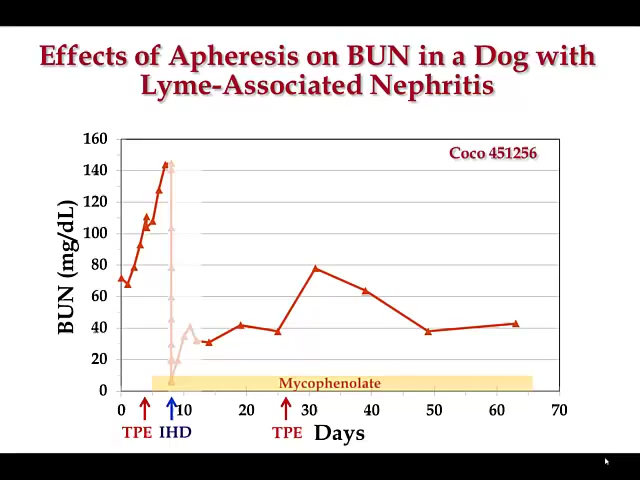 Effects of Apheresis on BUN in a Dog with
Lyme-Associated Nephritis
Coco 451256
BUN (mg/dL)
160
140
120
100
80
60
40
20
0
Mycophenolate
0 10 20 30 40 50 60 70
TPE IHD TPE Days